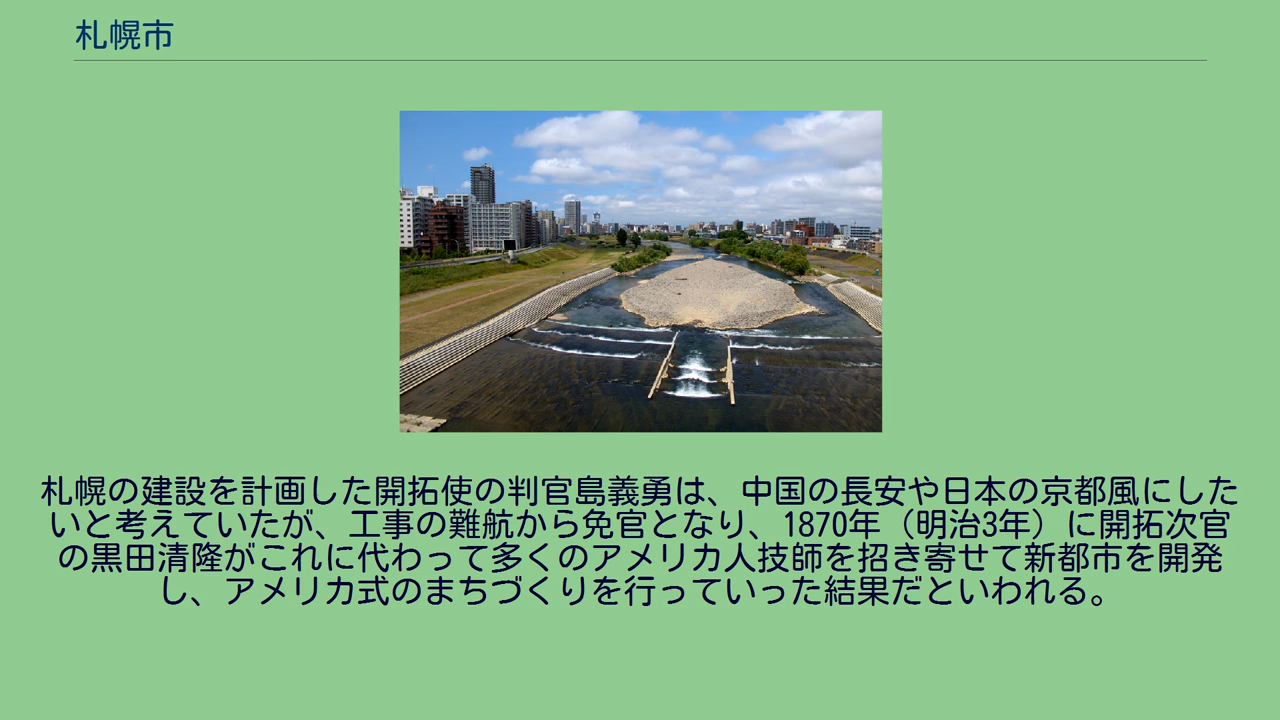 札幌市
札幌の建設を計画した開拓使の判官島義勇は、中国の長安や日本の京都風にした
いと考えていたが、工事の難航から免官となり、1870年（明治3年）に開拓次官
の黒田清隆がこれに代わって多くのアメリカ人技師を招き寄せて新都市を開発
し、アメリカ式のまちづくりを行っていった結果だといわれる。